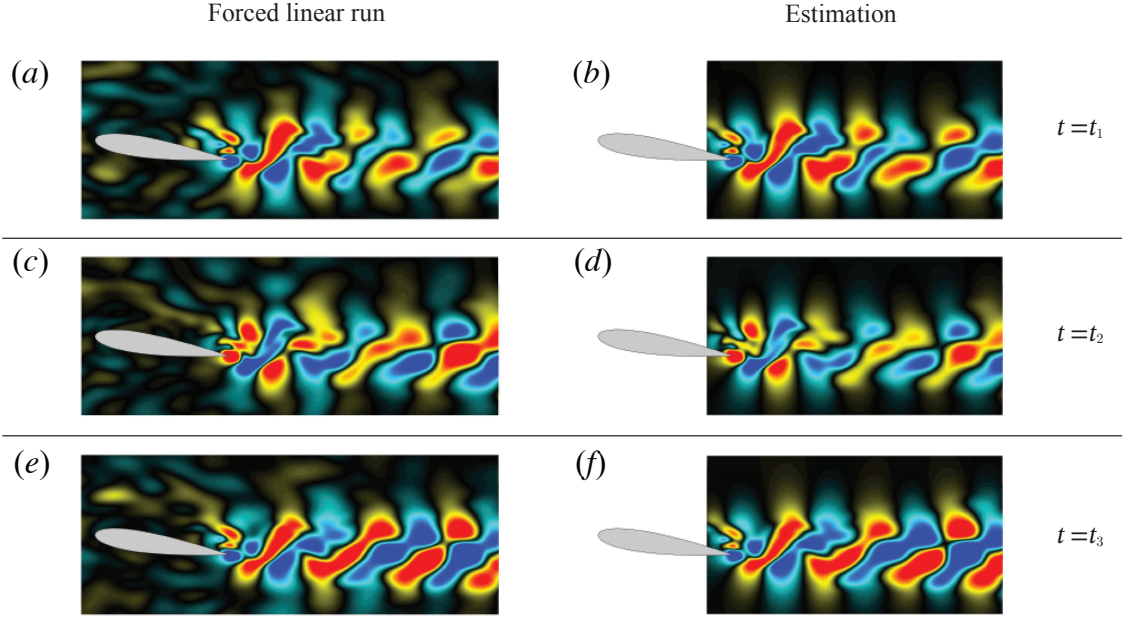 Forced linear run Estimation
(a) (b) t = t1
(c) (d) t = t2
(e) (f) t = t3